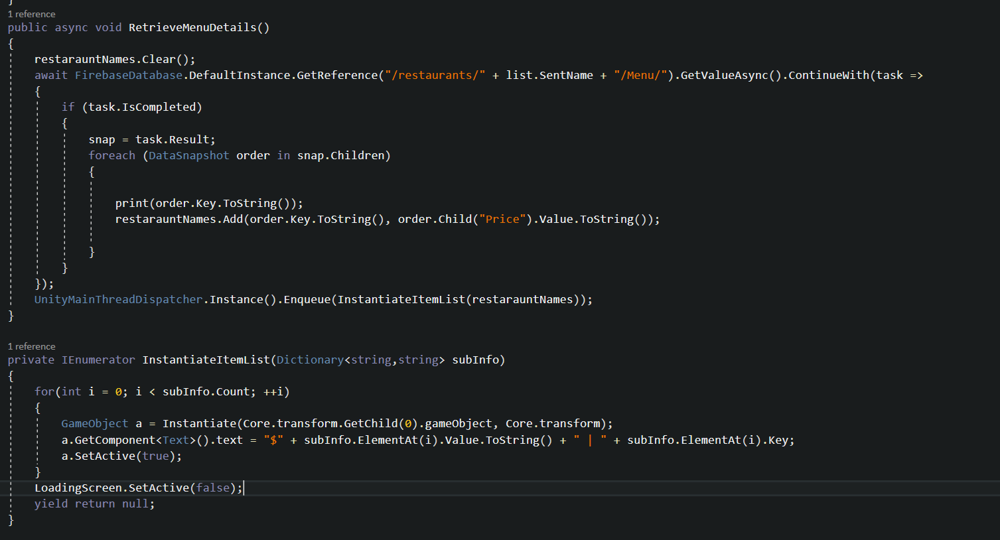 }
1 reference
public async void RetrieveMenuDetails()
{
restarauntNames.Clear();
await FirebaseDatabase.DefaultInstance.GetReference("/restaurants/" + list.SentName + "/Menu/").GetValueAsync().ContinueWith(task =>
{
if (task.IsCompleted)
{
snap = task.Result;
foreach (DataSnapshot order in snap.Children)
{
print(order.Key.ToString());
restarauntNames.Add(order.Key.ToString(), order.Child("Price").Value.ToString());
}
}
});
UnityMainThreadDispatcher.Instance().Enqueue(InstantiateItemList(restarauntNames));
}
1 reference
private IEnumerator InstantiateItemList(Dictionary<string,string> subInfo)
{
for(int i = 0; i < subInfo.Count; ++i)
{
GameObject a = Instantiate(Core.transform.GetChild(0).gameObject, Core.transform);
a.GetComponent<Text>().text = "$" + subInfo.ElementAt(i).Value.ToString() + " | " + subInfo.ElementAt(i).Key;
a.SetActive(true);
}
LoadingScreen.SetActive(false);
yield return null;
}